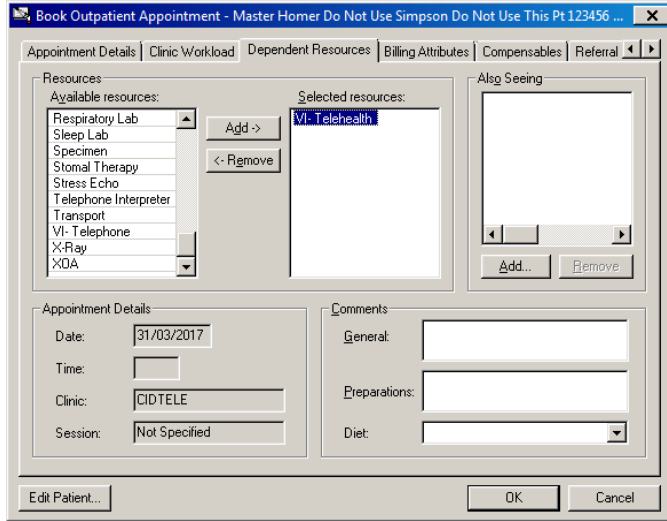 Book Outpatient Appointment - Master Homer Do Not Use Simpson Do Not Use This Pt 123456 ...
Appointment Details Clinic Workload Dependent Resources Billing Attributes Compensables Referral
Resources
Available resources:
Respiratory Lab
Sleep Lab
Specimen
Stomal Therapy
Stress Echo
Telephone Interpreter
Transport
VI- Telephone
X-Ray
XOA
Add ->
<- Remove
Selected resources:
VI- Telehealth
Also Seeing
Add... Remove
Appointment Details
Date: 31/03/2017
Time:
Clinic: CIDTELE
Session: Not Specified
Comments
General:
Preparations:
Diet:
Edit Patient... OK Cancel